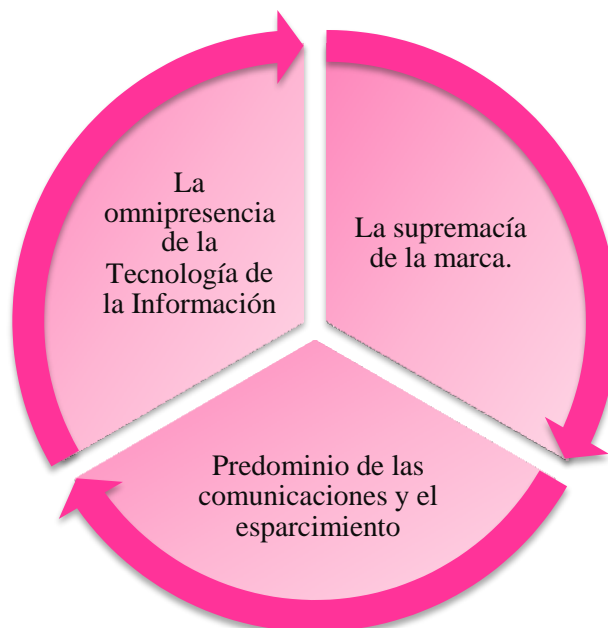 La
omnipresencia
de la
Tecnología de
la Información
La supremacía
de la marca.
Predominio de las
comunicaciones y el
esparcimiento